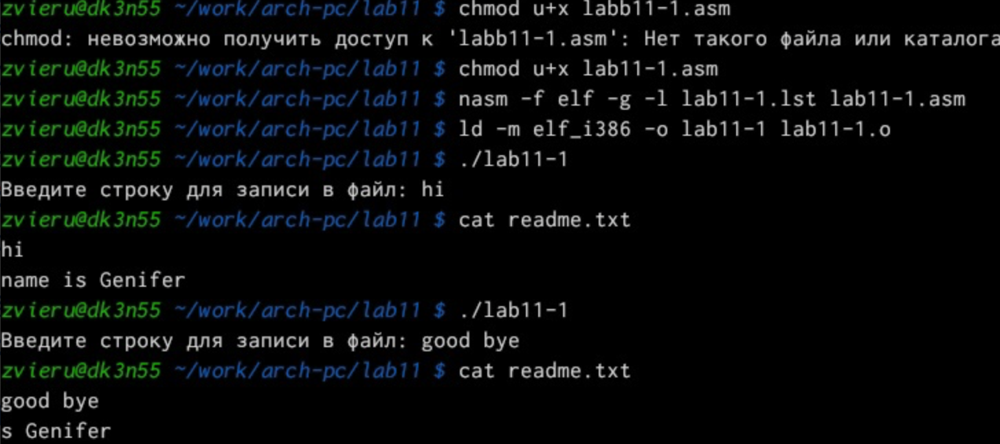 zvieru@dk3n55 ~/work/arch-pc/lab11 $ chmod u+x labb11-1.asm
chmod: невозможно получить доступ к 'labb11-1.asm': Нет такого файла или каталога
zvieru@dk3n55 ~/work/arch-pc/lab11 $ chmod u+x lab11-1.asm
zvieru@dk3n55 ~/work/arch-pc/lab11 $ nasm -f elf -g -l lab11-1.lst lab11-1.asm
zvieru@dk3n55 ~/work/arch-pc/lab11 $ ld -m elf_i386 -o lab11-1 lab11-1.o
zvieru@dk3n55 ~/work/arch-pc/lab11 $ ./lab11-1
Введите строку для записи в файл: hi
zvieru@dk3n55 ~/work/arch-pc/lab11 $ cat readme.txt
hi
name is Genifer
zvieru@dk3n55 ~/work/arch-pc/lab11 $ ./lab11-1
Введите строку для записи в файл: good bye
zvieru@dk3n55 ~/work/arch-pc/lab11 $ cat readme.txt
good bye
s Genifer